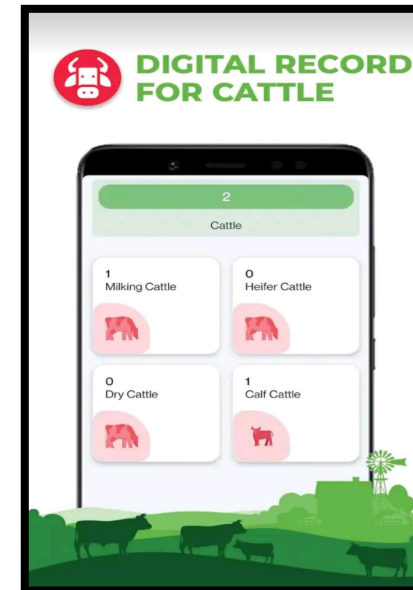 DIGITAL RECORD
FOR CATTLE
2
Cattle
1
Milking Cattle
0
Heifer Cattle
0
Dry Cattle
1
Calf Cattle